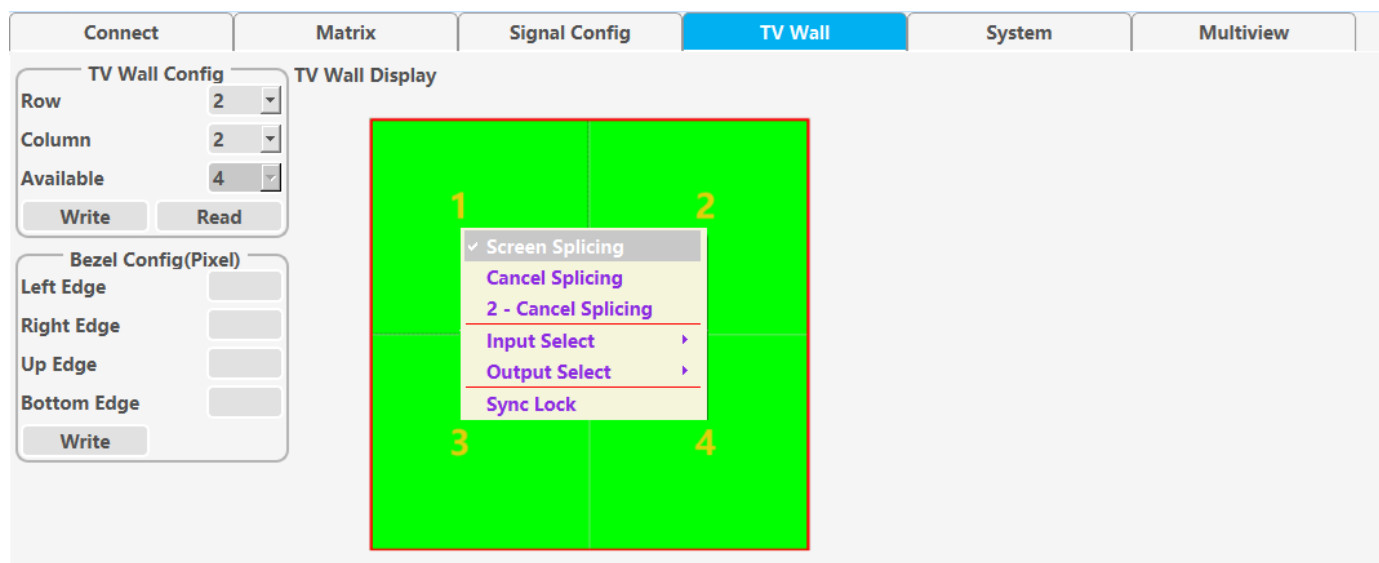 Connect Matrix Signal Config TV Wall System Multiview
TV Wall Config
Row 2
Column 2
Available 4
Write Read
Bezel Config(Pixel)
Left Edge
Right Edge
Up Edge
Bottom Edge
Write
TV Wall Display
1 2
Screen Splicing
Cancel Splicing
2 - Cancel Splicing
Input Select
Output Select
Sync Lock
3 4